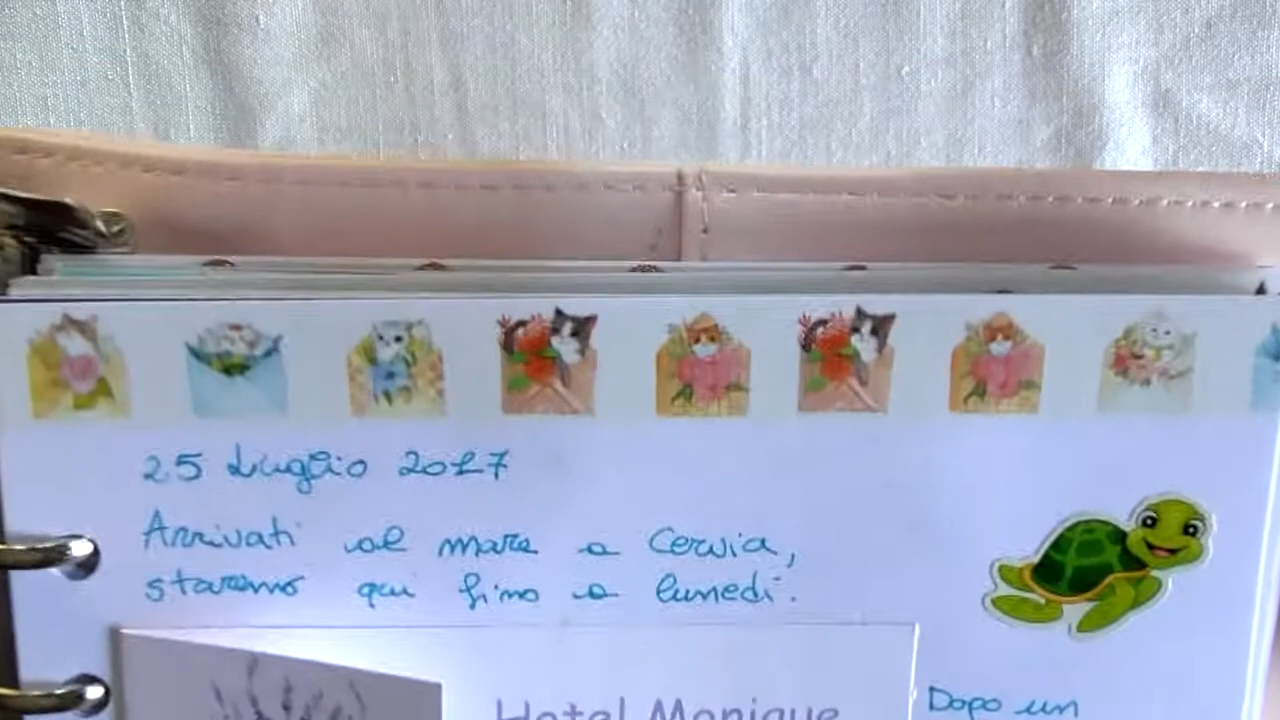 25 Luglio 2017
Arrivati al mare a Cervia,
staremo qui fino a lunedì.
Hotel Monique
Dopo un